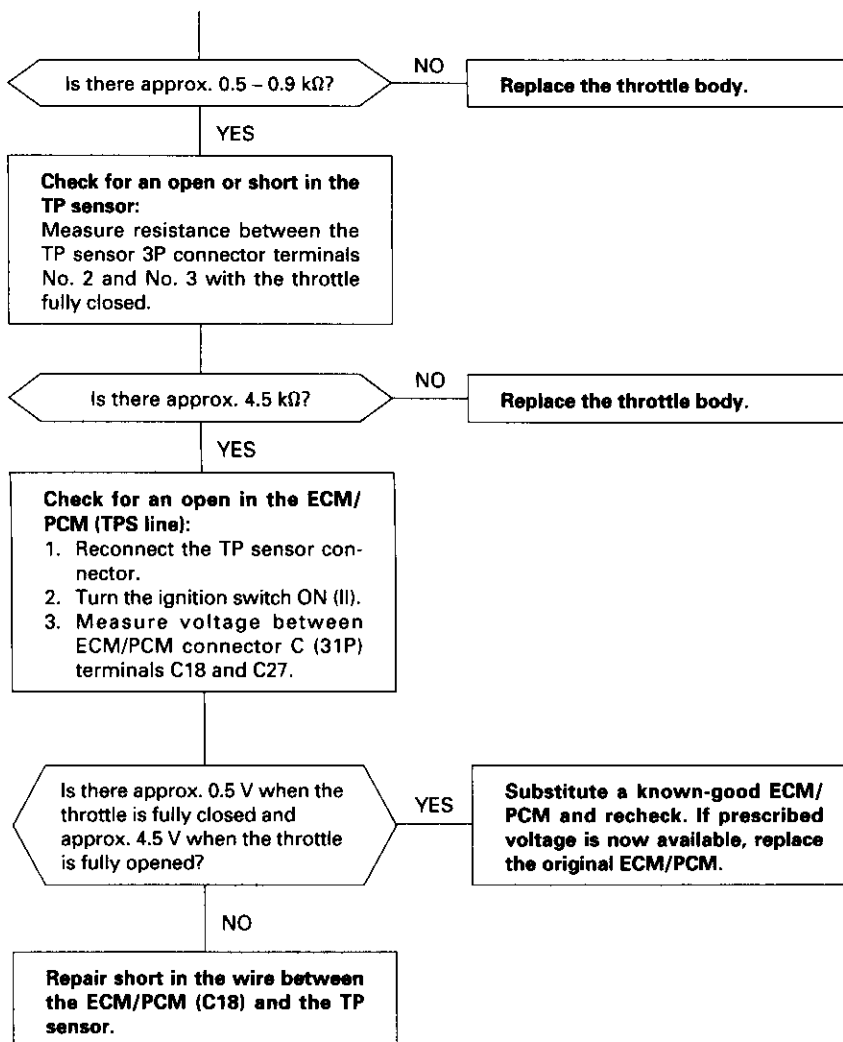 Is there approx. 0.5 – 0.9 kΩ?
NO
Replace the throttle body.
YES
Check for an open or short in the
TP sensor:
Measure resistance between the
TP sensor 3P connector terminals
No. 2 and No. 3 with the throttle
fully closed.
Is there approx. 4.5 kΩ?
NO
Replace the throttle body.
YES
Check for an open in the ECM/
PCM (TPS line):
1. Reconnect the TP sensor con-
nector.
2. Turn the ignition switch ON (II).
3. Measure voltage between
ECM/PCM connector C (31P)
terminals C18 and C27.
Is there approx. 0.5 V when the
throttle is fully closed and
approx. 4.5 V when the throttle
is fully opened?
YES
Substitute a known-good ECM/
PCM and recheck. If prescribed
voltage is now available, replace
the original ECM/PCM.
NO
Repair short in the wire between
the ECM/PCM (C18) and the TP
sensor.